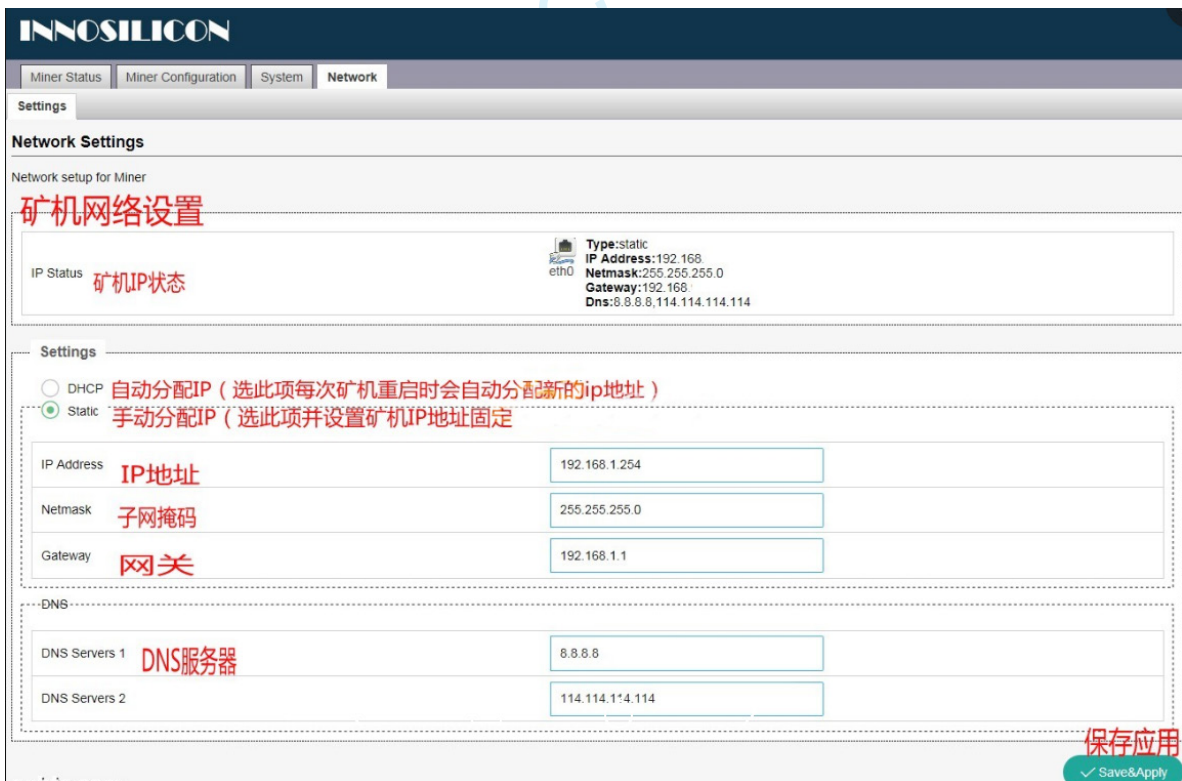 INNOSILICON
Miner Status Miner Configuration System Network
Settings
Network Settings
Network setup for Miner
矿机网络设置
IP Status 矿机IP状态
eth0
Type:static
IP Address:192.168.
Netmask:255.255.255.0
Gateway:192.168.
Dns:8.8.8.8,114.114.114.114
Settings
DHCP 自动分配IP（选此项每次矿机重启时会自动分配新的ip地址）
Static 手动分配IP（选此项并设置矿机IP地址固定
IP Address IP地址 192.168.1.254
Netmask 子网掩码 255.255.255.0
Gateway 网关 192.168.1.1
DNS
DNS Servers 1 DNS服务器 8.8.8.8
DNS Servers 2 114.114.114.114
保存应用
Save&Apply